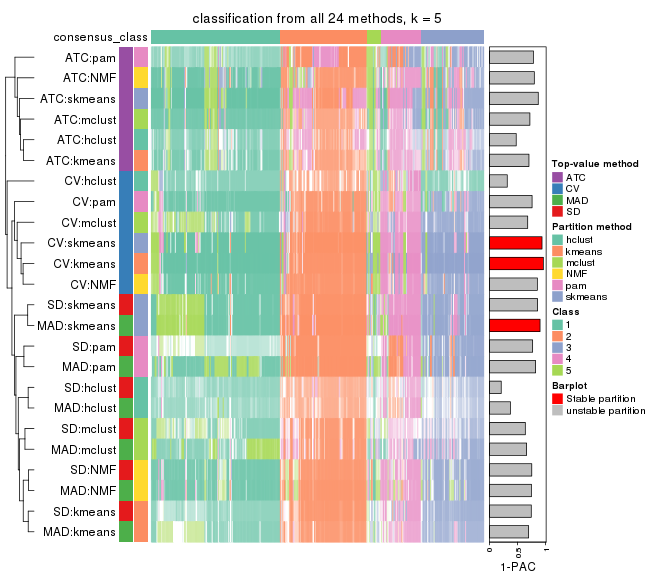 classification from all 24 methods, k = 5
consensus_class
ATC:pam
ATC:NMF
ATC:skmeans
ATC:mclust
ATC:hclust
ATC:kmeans
CV:hclust
CV:pam
CV:mclust
CV:skmeans
CV:kmeans
CV:NMF
SD:skmeans
MAD:skmeans
SD:pam
MAD:pam
SD:hclust
MAD:hclust
SD:mclust
MAD:mclust
SD:NMF
MAD:NMF
SD:kmeans
MAD:kmeans
0
0.5
1
1-PAC
Top-value method
ATC
CV
MAD
SD
Partition method
hclust
kmeans
mclust
NMF
pam
skmeans
Class
1
2
3
4
5
Barplot
Stable partition
unstable partition